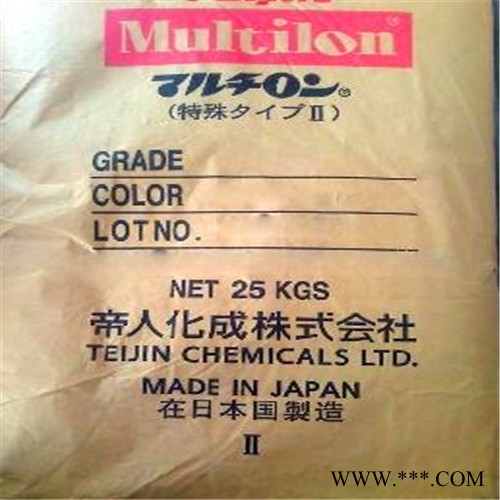 Multilon®
マルチロン®
(特殊タイプⅡ)
GRADE
COLOR
LOT NO.
NET 25 KGS
帝人化成株式会社
TEIJIN CHEMICALS LTD.
MADE IN JAPAN
在日本国製造
Ⅱ
WWW.***.COM